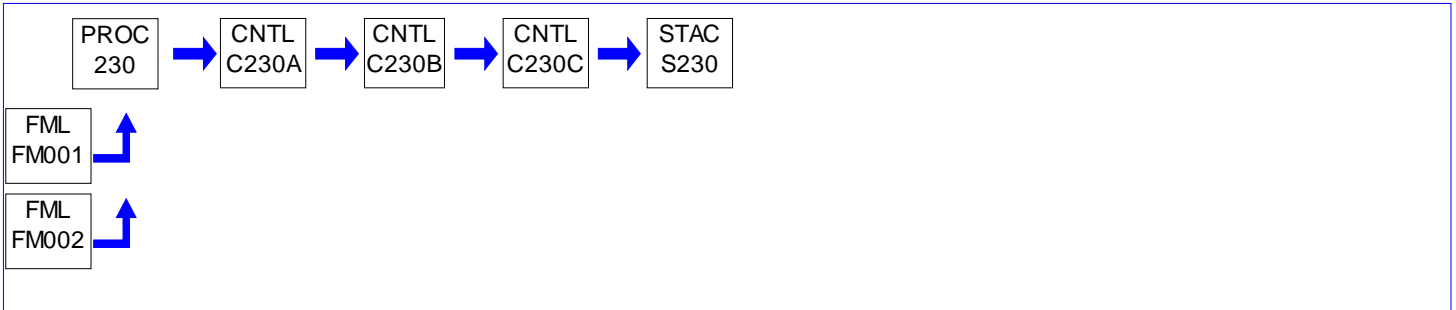 PROC
230
CNTL
C230A
CNTL
C230B
CNTL
C230C
STAC
S230
FML
FM001
FML
FM002